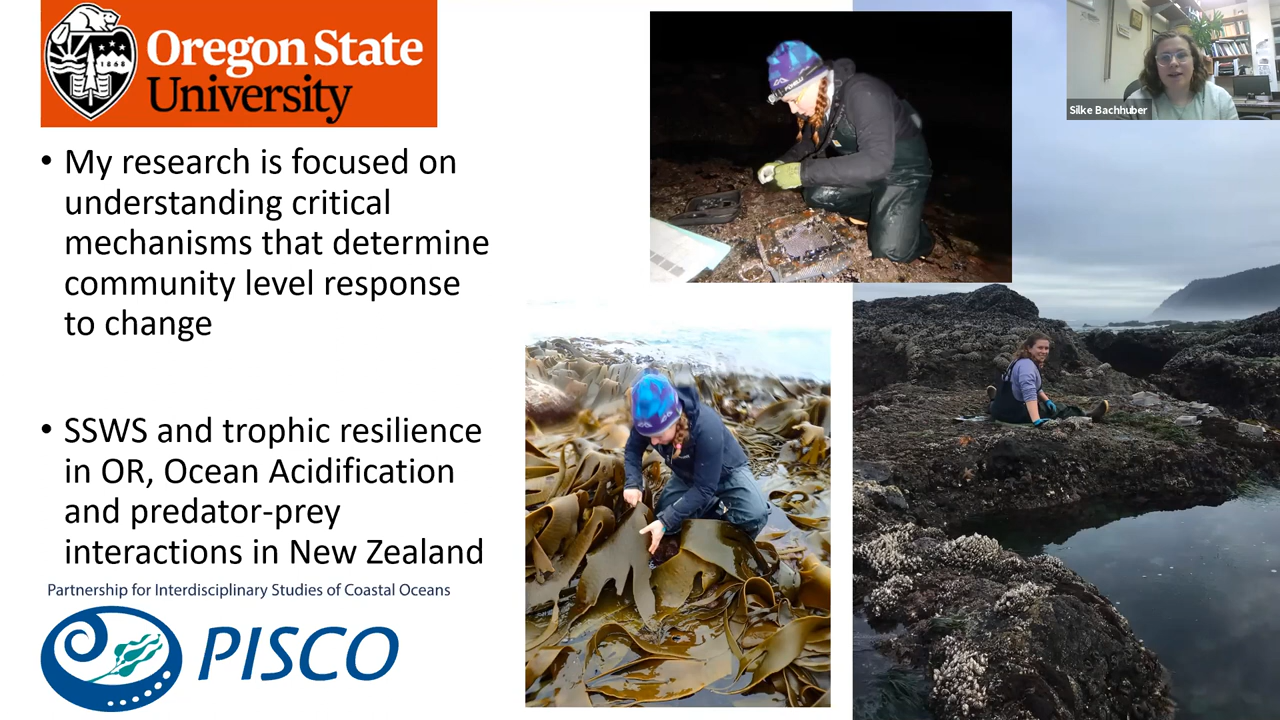 Oregon State
University
Silke Bachhuber
• My research is focused on
understanding critical
mechanisms that determine
community level response
to change
• SSWS and trophic resilience
in OR, Ocean Acidification
and predator-prey
interactions in New Zealand
Partnership for Interdisciplinary Studies of Coastal Oceans
PISCO